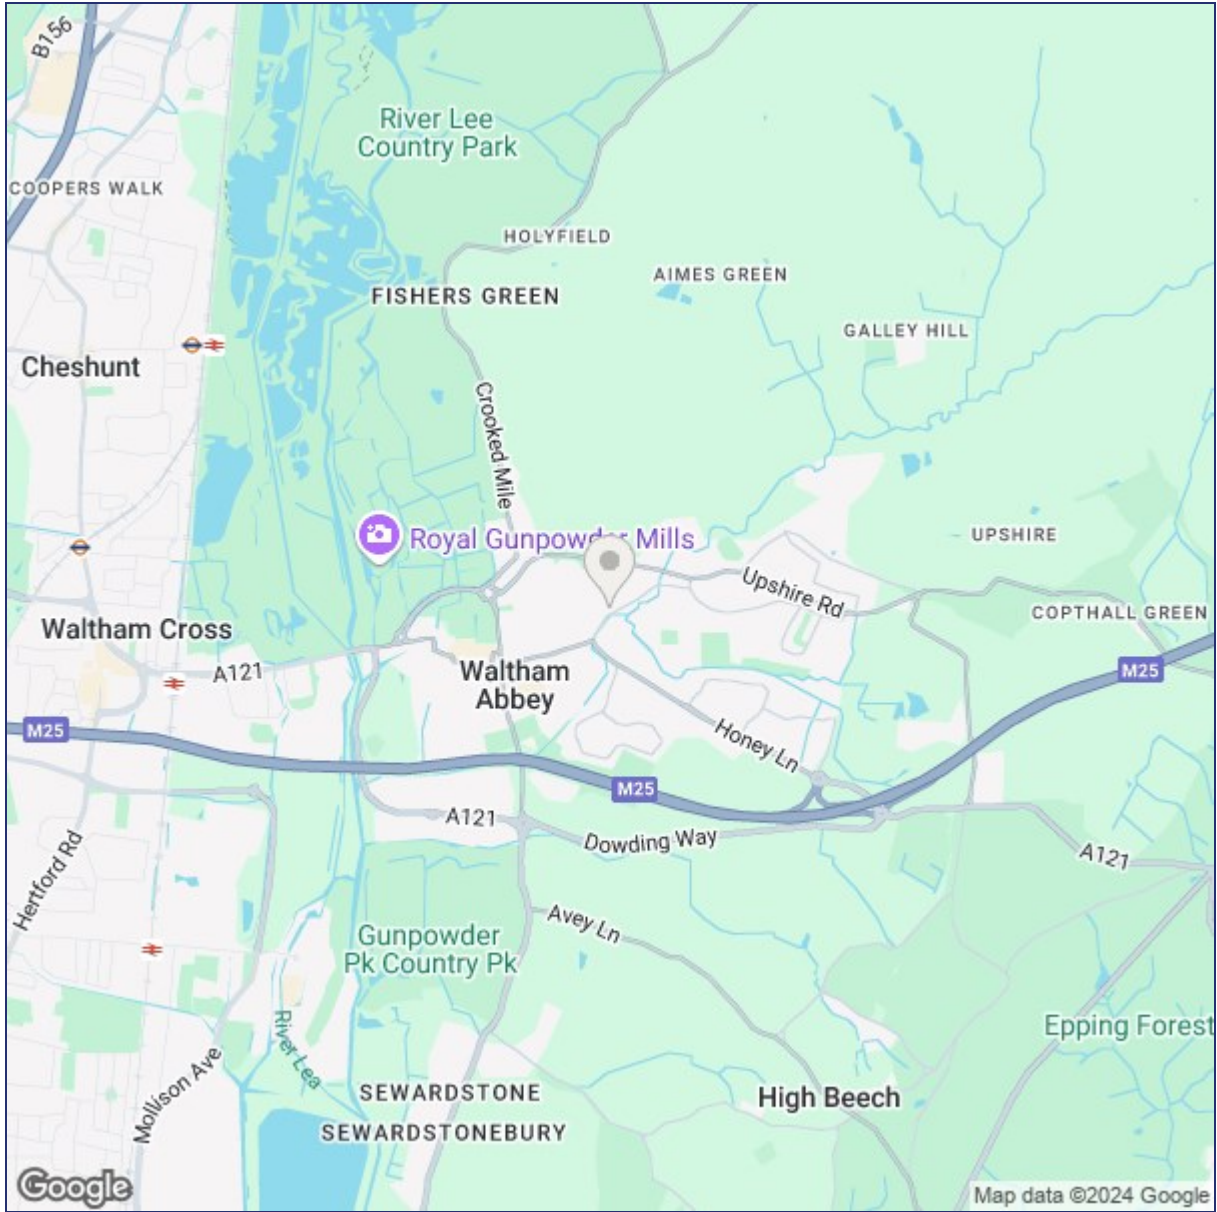 B156
River Lee
Country Park
COOPERS WALK
HOLYFIELD
AIMES GREEN
FISHERS GREEN
GALLEY HILL
Cheshunt
Crooked Mile
Royal Gunpowder Mills
UPSHIRE
Upshire Rd
COPTHALL GREEN
Waltham Cross
A121
Waltham
Abbey
M25
M25
Honey Ln
M25
A121
Dowding Way
A121
Hertford Rd
Avey Ln
Gunpowder
Pk Country Pk
River Lea
Epping Forest
Mollison Ave
SEWARDSTONE
High Beech
SEWARDSTONEBURY
Google
Map data ©2024 Google